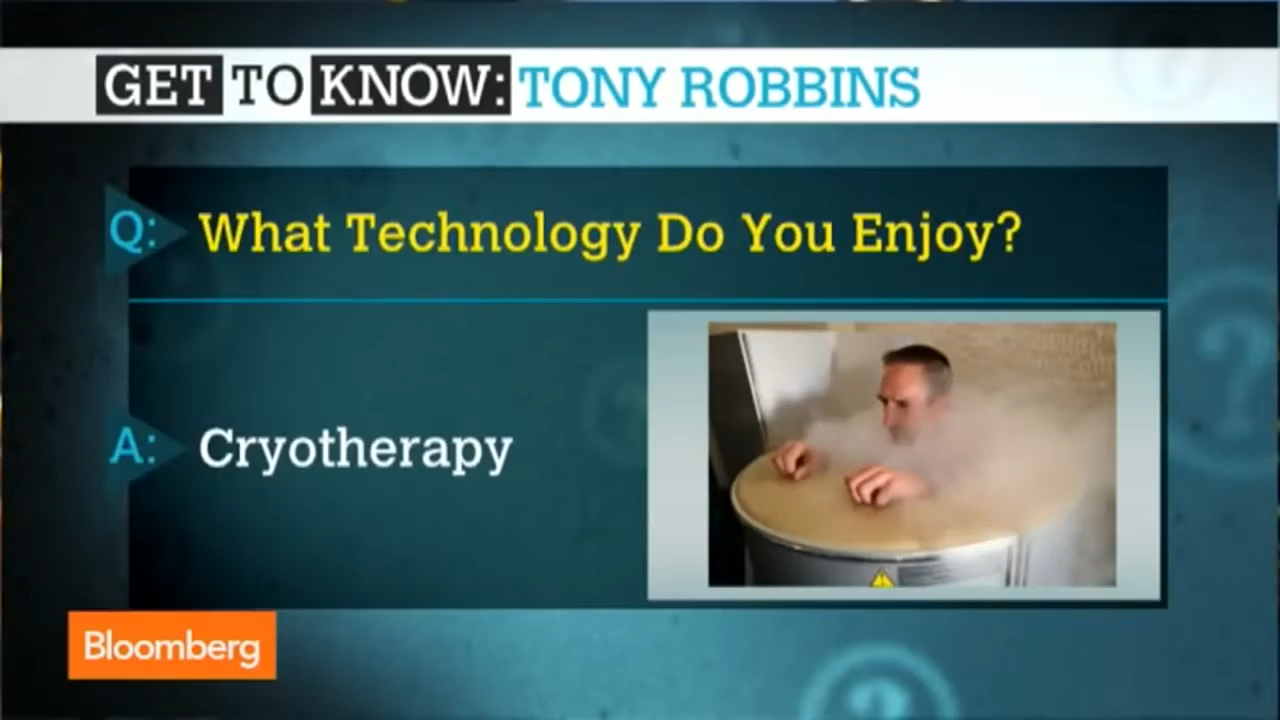 GET TO KNOW: TONY ROBBINS
Q: What Technology Do You Enjoy?
A: Cryotherapy
Bloomberg